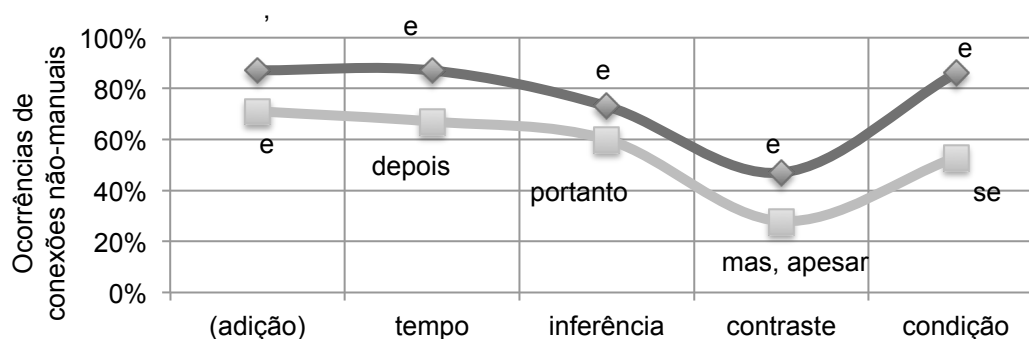 ,
e
100%
80%
60%
40%
20%
0%
Ocorrências de
conexões não-manuais
e
e
e
e
depois
portanto
se
mas, apesar
(adição)
tempo
inferência
contraste
condição